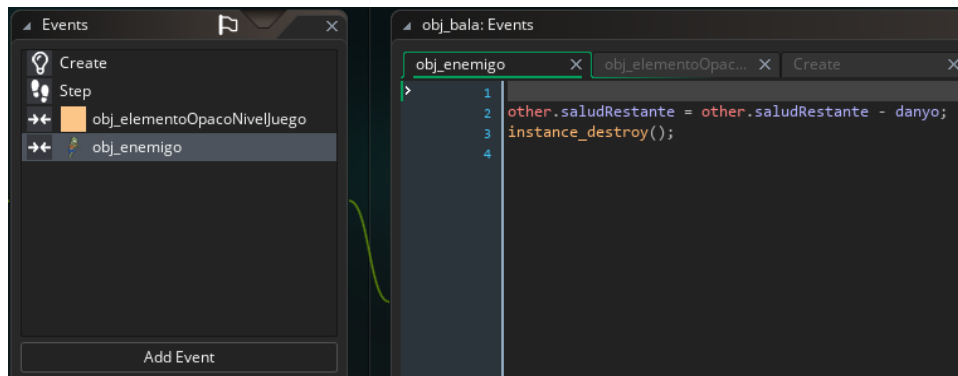 Events
Create
Step
obj_elementoOpacoNivelJuego
obj_enemigo
Add Event
obj_bala: Events
obj_enemigo obj_elementoOpac... Create
1
2 other.saludRestante = other.saludRestante - danyo;
3 instance_destroy();
4